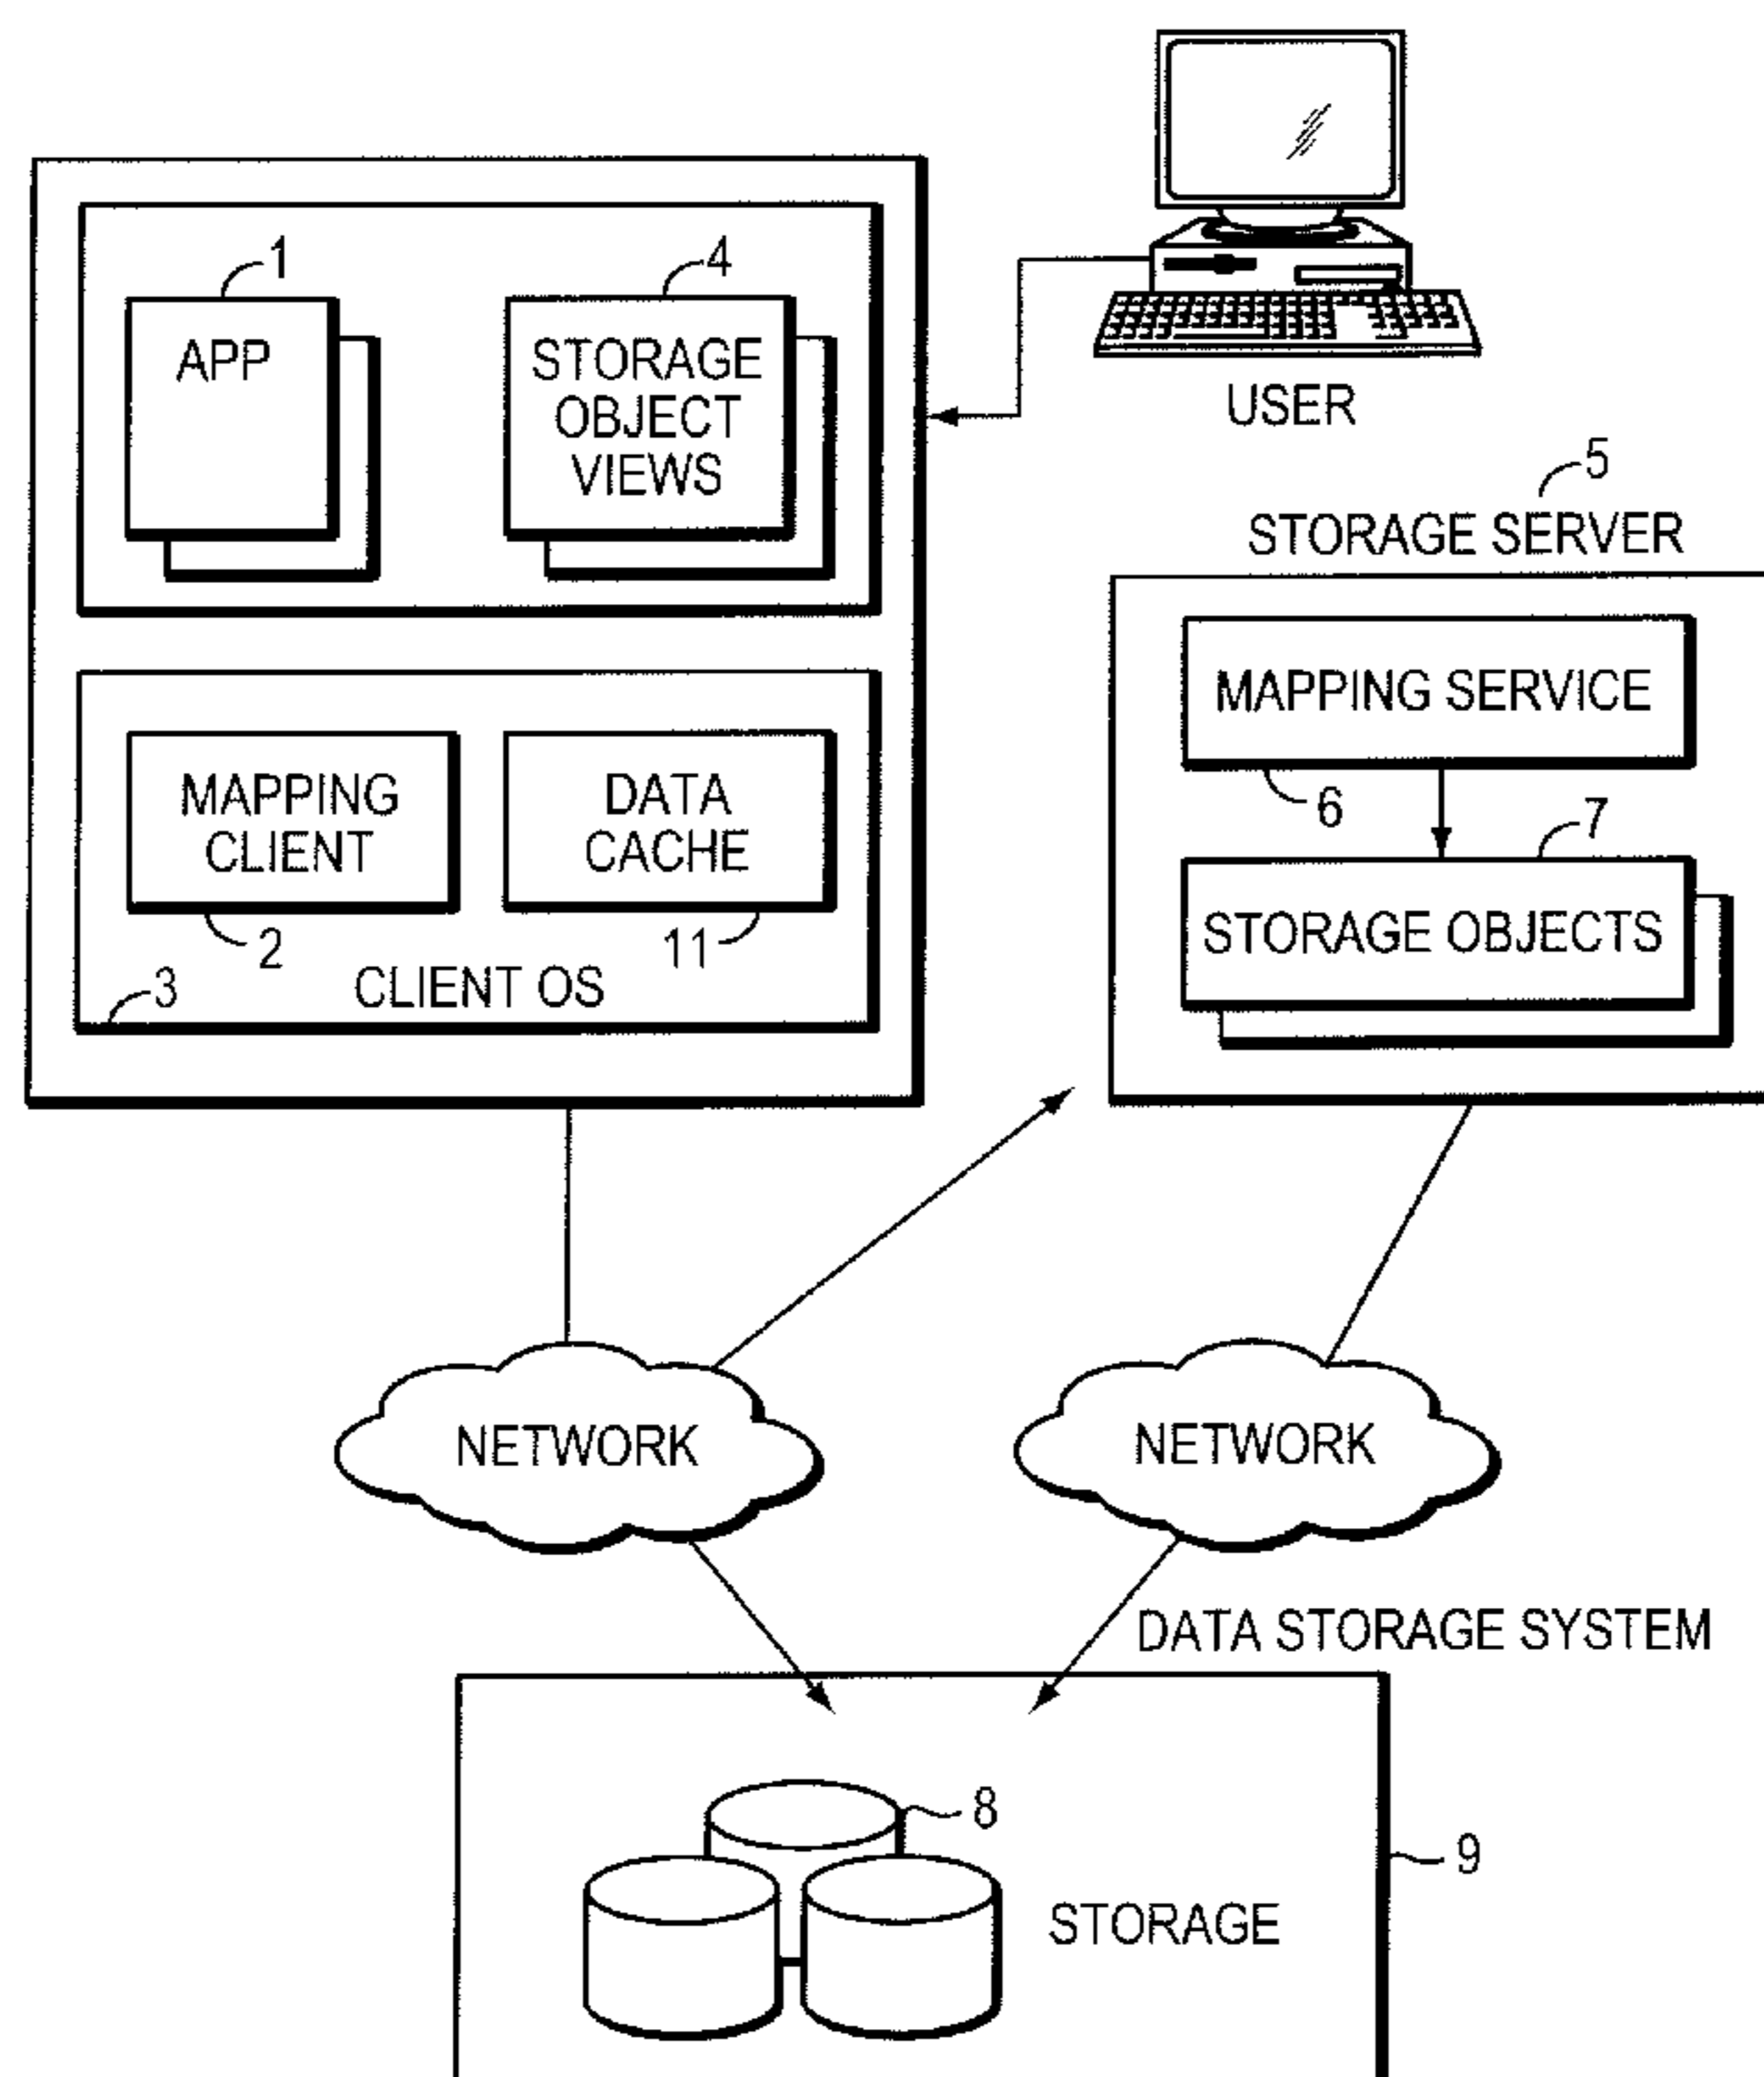 1
4
APP
STORAGE
OBJECT
VIEWS
USER
5
STORAGE SERVER
MAPPING SERVICE
6
7
STORAGE OBJECTS
MAPPING
CLIENT
DATA
CACHE
2
11
3
CLIENT OS
NETWORK
NETWORK
DATA STORAGE SYSTEM
8
9
STORAGE